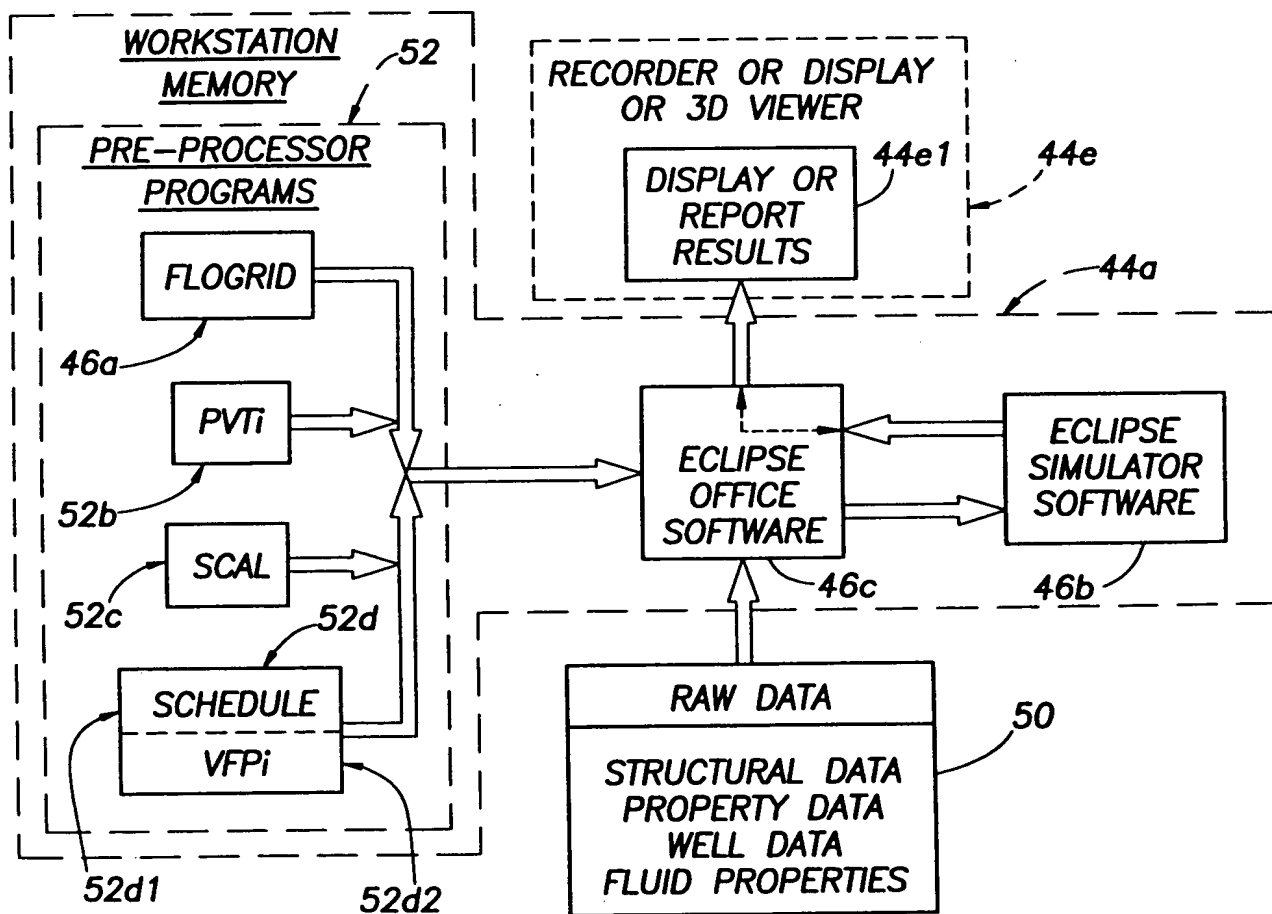 WORKSTATION
MEMORY
52
PRE-PROCESSOR
PROGRAMS
FLOGRID
46a
PVTi
52b
SCAL
52c
52d
SCHEDULE
VFPi
52d1
52d2
RECORDER OR DISPLAY
OR 3D VIEWER
44e1
44e
DISPLAY OR
REPORT
RESULTS
44a
ECLIPSE
OFFICE
SOFTWARE
46c
ECLIPSE
SIMULATOR
SOFTWARE
46b
RAW DATA
50
STRUCTURAL DATA
PROPERTY DATA
WELL DATA
FLUID PROPERTIES